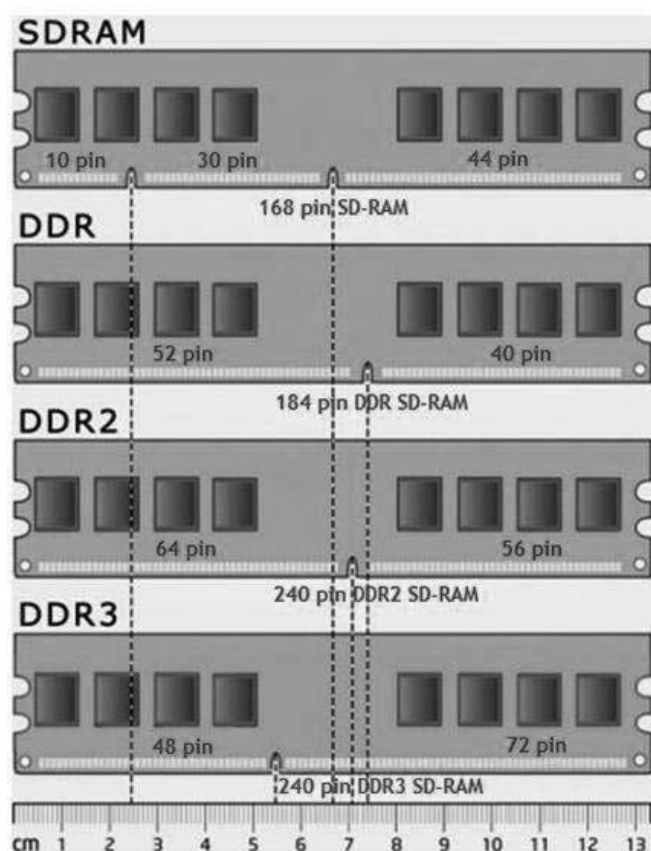 SDRAM
10 pin 30 pin 44 pin
168 pin SD-RAM
DDR
52 pin 40 pin
184 pin DDR SD-RAM
DDR2
64 pin 56 pin
240 pin DDR2 SD-RAM
DDR3
48 pin 72 pin
240 pin DDR3 SD-RAM
cm 1 2 3 4 5 6 7 8 9 10 11 12 13